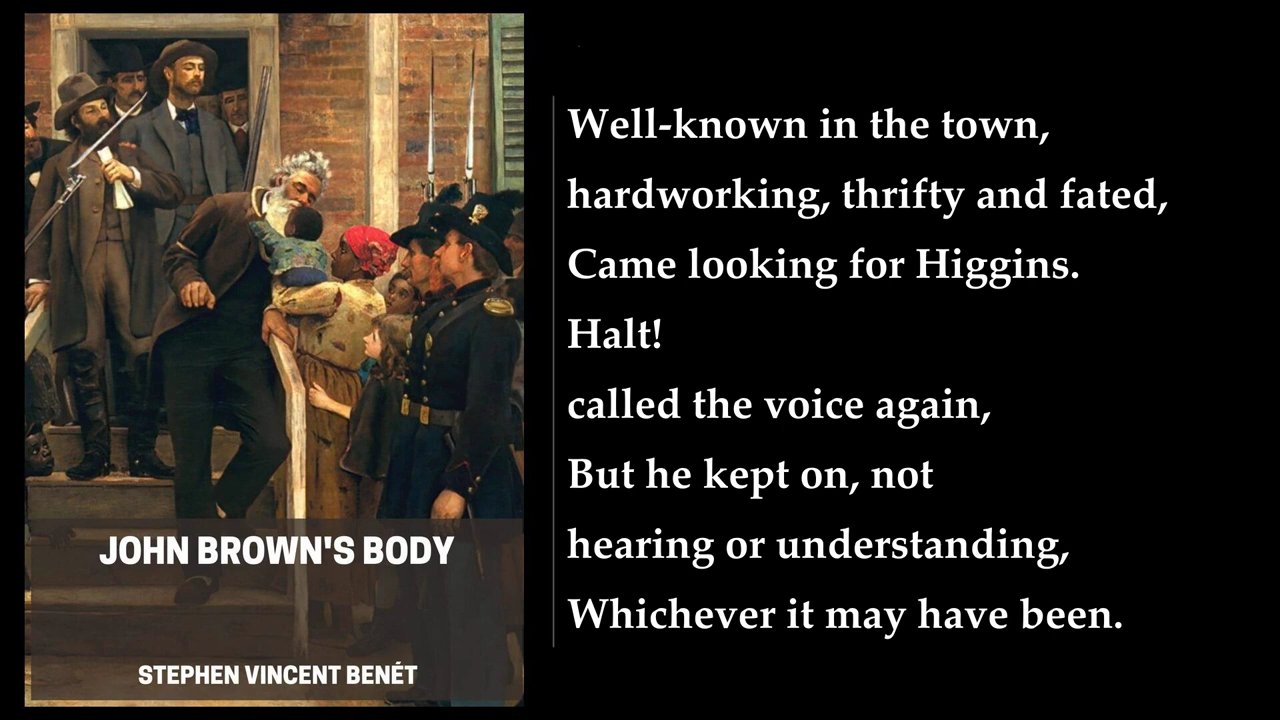 JOHN BROWN'S BODY
STEPHEN VINCENT BENÉT
Well-known in the town,
hardworking, thrifty and fated,
Came looking for Higgins.
Halt!
called the voice again,
But he kept on, not
hearing or understanding,
Whichever it may have been.